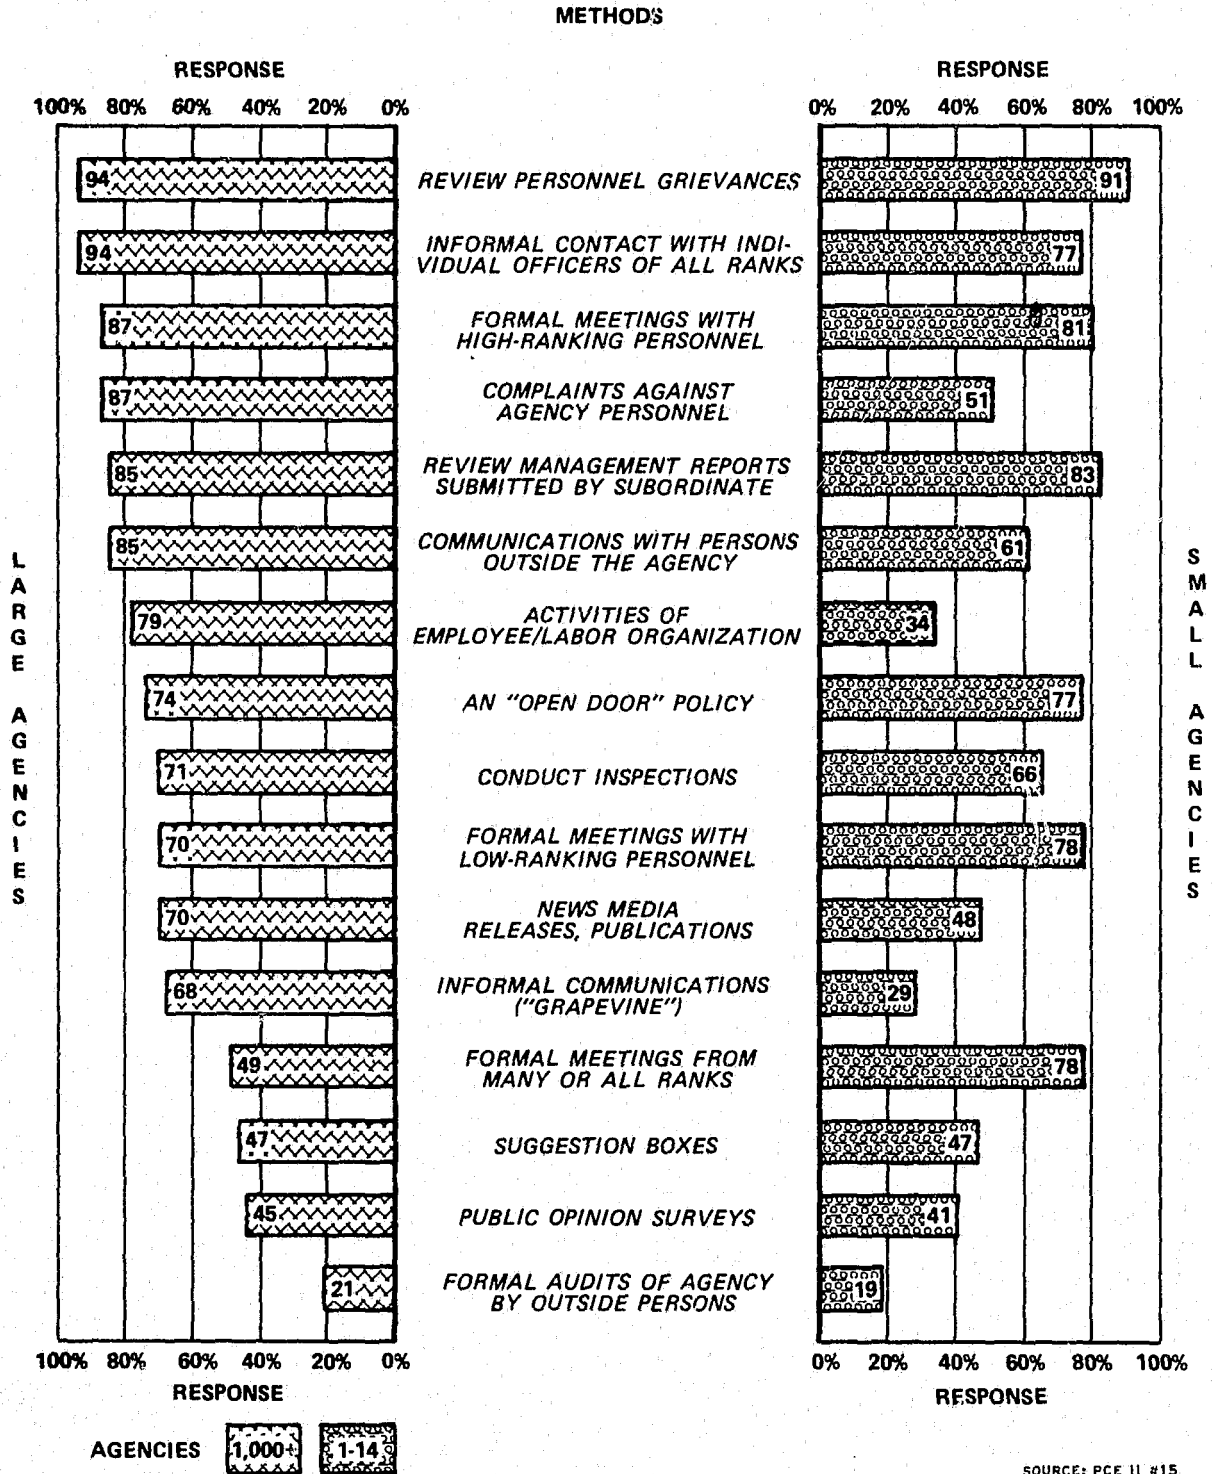 METHODS
RESPONSE RESPONSE
100% 80% 60% 40% 20% 0% 0% 20% 40% 60% 80% 100%
94 REVIEW PERSONNEL GRIEVANCES 91
94 INFORMAL CONTACT WITH INDI- 77
VIDUAL OFFICERS OF ALL RANKS
87 FORMAL MEETINGS WITH 81
HIGH-RANKING PERSONNEL
87 COMPLAINTS AGAINST 51
AGENCY PERSONNEL
85 REVIEW MANAGEMENT REPORTS 83
SUBMITTED BY SUBORDINATE
85 COMMUNICATIONS WITH PERSONS 61
OUTSIDE THE AGENCY
79 ACTIVITIES OF 34
EMPLOYEE/LABOR ORGANIZATION
74 AN "OPEN DOOR" POLICY 77
71 CONDUCT INSPECTIONS 66
70 FORMAL MEETINGS WITH 78
LOW-RANKING PERSONNEL
70 NEWS MEDIA 48
RELEASES, PUBLICATIONS
68 INFORMAL COMMUNICATIONS 29
("GRAPEVINE")
49 FORMAL MEETINGS FROM 78
MANY OR ALL RANKS
47 SUGGESTION BOXES 47
45 PUBLIC OPINION SURVEYS 41
21 FORMAL AUDITS OF AGENCY 19
BY OUTSIDE PERSONS
LARGE AGENCIES
SMALL AGENCIES
100% 80% 60% 40% 20% 0% 0% 20% 40% 60% 80% 100%
RESPONSE RESPONSE
AGENCIES 1,000+ 1-14
SOURCE: PCE II #15